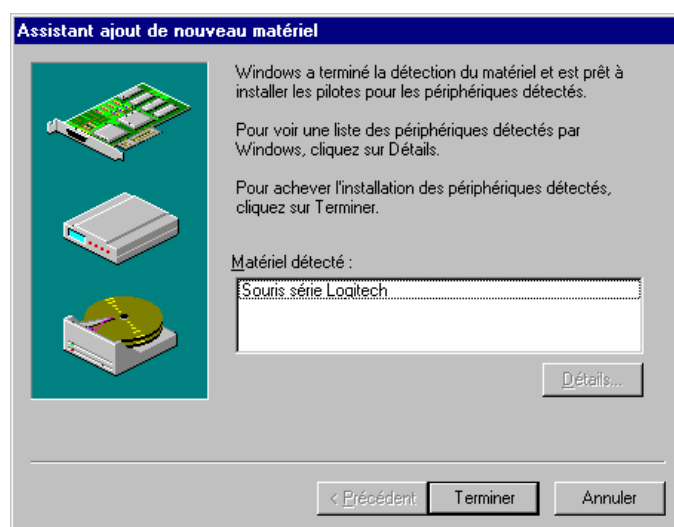 Assistant ajout de nouveau matériel
Windows a terminé la détection du matériel et est prêt à
installer les pilotes pour les périphériques détectés.
Pour voir une liste des périphériques détectés par
Windows, cliquez sur Détails.
Pour achever l'installation des périphériques détectés,
cliquez sur Terminer.
Matériel détecté :
Souris série Logitech
Détails...
< Précédent
Terminer
Annuler